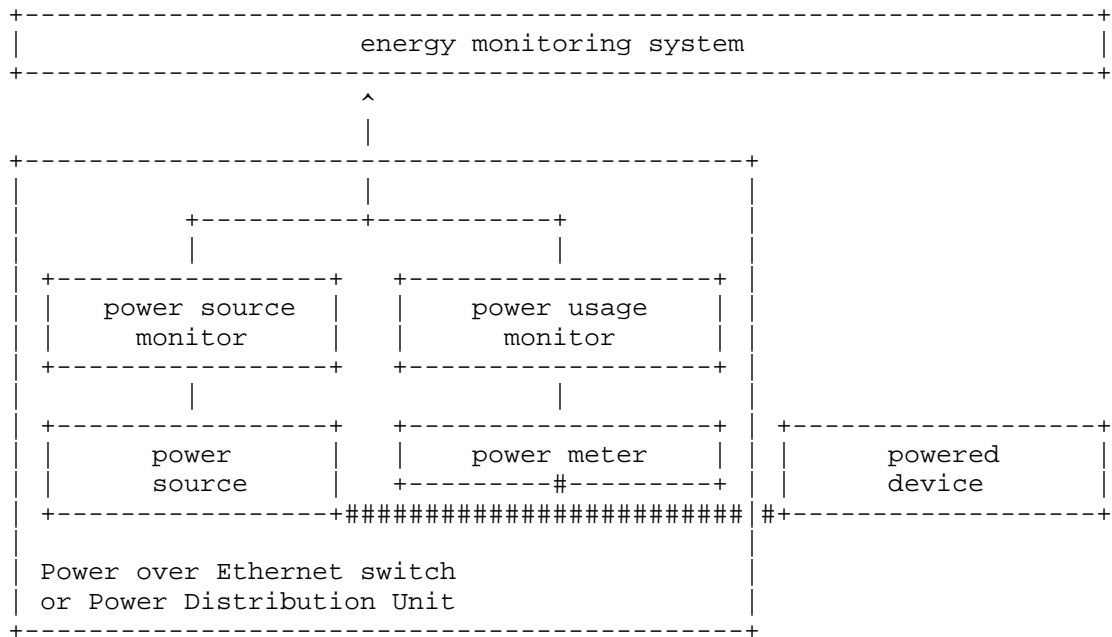 energy monitoring system
power source power usage
monitor monitor
power power meter powered
source device
Power over Ethernet switch
or Power Distribution Unit